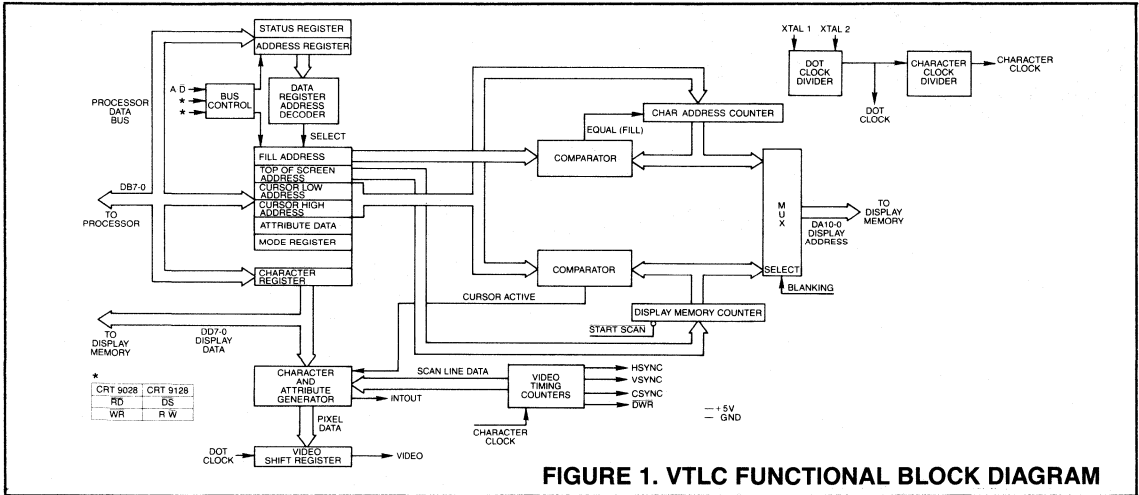 STATUS REGISTER
ADDRESS REGISTER
XTAL 1 XTAL 2
DOT
CLOCK
DIVIDER
CHARACTER
CLOCK
DIVIDER
CHARACTER
CLOCK
DOT
CLOCK
PROCESSOR
DATA
BUS
A D̅
*
*
BUS
CONTROL
DATA
REGISTER
ADDRESS
DECODER
SELECT
CHAR ADDRESS COUNTER
EQUAL (FILL)
COMPARATOR
FILL ADDRESS
TOP OF SCREEN
ADDRESS
CURSOR LOW
ADDRESS
CURSOR HIGH
ADDRESS
ATTRIBUTE DATA
MODE REGISTER
CHARACTER
REGISTER
DB7-0
TO
PROCESSOR
MUX
SELECT
BLANKING
TO
DISPLAY
MEMORY
DA10-0
DISPLAY
ADDRESS
COMPARATOR
CURSOR ACTIVE
DISPLAY MEMORY COUNTER
START SCAN
TO
DISPLAY
MEMORY
DD7-0
DISPLAY
DATA
*
CRT 9028 CRT 9128
R̅D̅ D̅S̅
W̅R̅ R W̅
CHARACTER
AND
ATTRIBUTE
GENERATOR
SCAN LINE DATA
INTOUT
VIDEO
TIMING
COUNTERS
HSYNC
VSYNC
CSYNC
D̅W̅R̅
+5V
GND
CHARACTER
CLOCK
PIXEL
DATA
DOT
CLOCK
VIDEO
SHIFT REGISTER
VIDEO
FIGURE 1. VTLC FUNCTIONAL BLOCK DIAGRAM